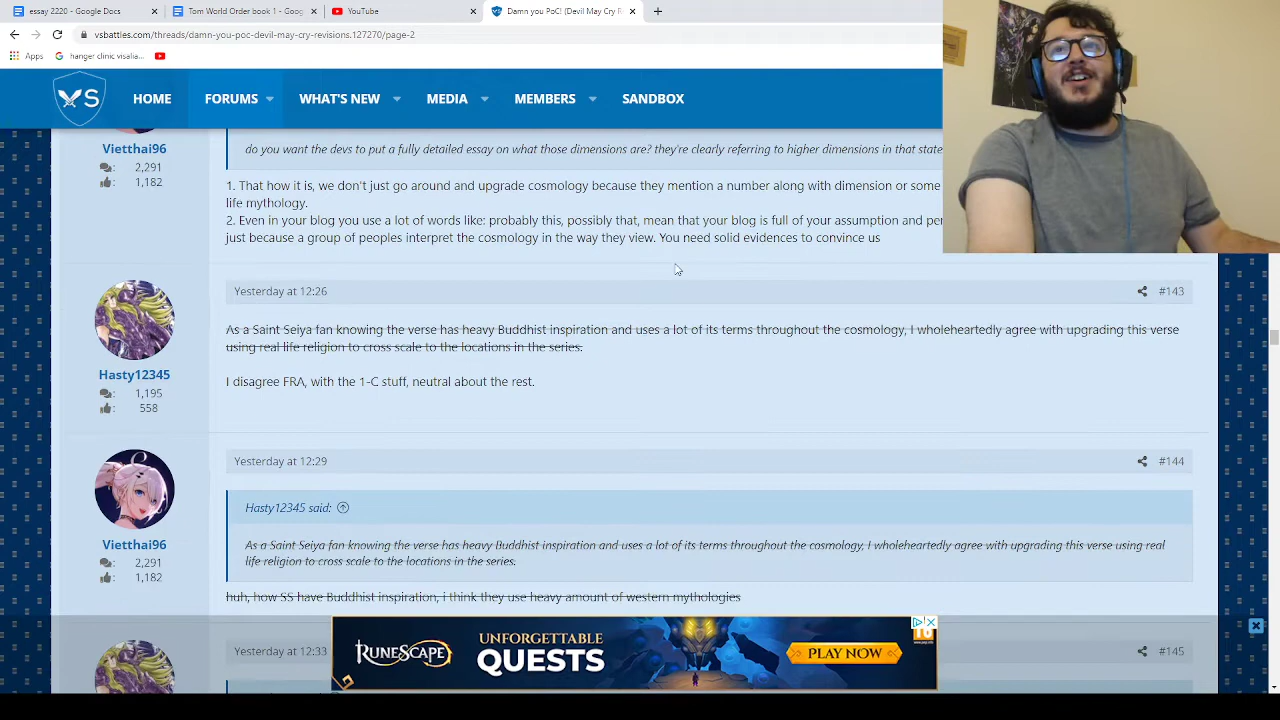 essay 2220 - Google Docs
Tom World Order book 1 - Goog
YouTube
Damn you PoC! (Devil May Cry R
vsbattles.com/threads/damn-you-poc-devil-may-cry-revisions.127270/page-2
Apps
hanger clinic visalia...
VS
HOME
FORUMS
WHAT'S NEW
MEDIA
MEMBERS
SANDBOX
Vietthai96
2,291
1,182
do you want the devs to put a fully detailed essay on what those dimensions are? they're clearly referring to higher dimensions in that state
1. That how it is, we don't just go around and upgrade cosmology because they mention a number along with dimension or some
life mythology.
2. Even in your blog you use a lot of words like: probably this, possibly that, mean that your blog is full of your assumption and per
just because a group of peoples interpret the cosmology in the way they view. You need solid evidences to convince us
Yesterday at 12:26
#143
Hasty12345
1,195
558
As a Saint Seiya fan knowing the verse has heavy Buddhist inspiration and uses a lot of its terms throughout the cosmology, I wholeheartedly agree with upgrading this verse
using real life religion to cross scale to the locations in the series.
I disagree FRA, with the 1-C stuff, neutral about the rest.
Yesterday at 12:29
#144
Vietthai96
2,291
1,182
Hasty12345 said:
As a Saint Seiya fan knowing the verse has heavy Buddhist inspiration and uses a lot of its terms throughout the cosmology, I wholeheartedly agree with upgrading this verse using real
life religion to cross scale to the locations in the series.
huh, how SS have Buddhist inspiration, i think they use heavy amount of western mythologies
Yesterday at 12:33
#145
RUNESCAPE
UNFORGETTABLE
QUESTS
PLAY NOW